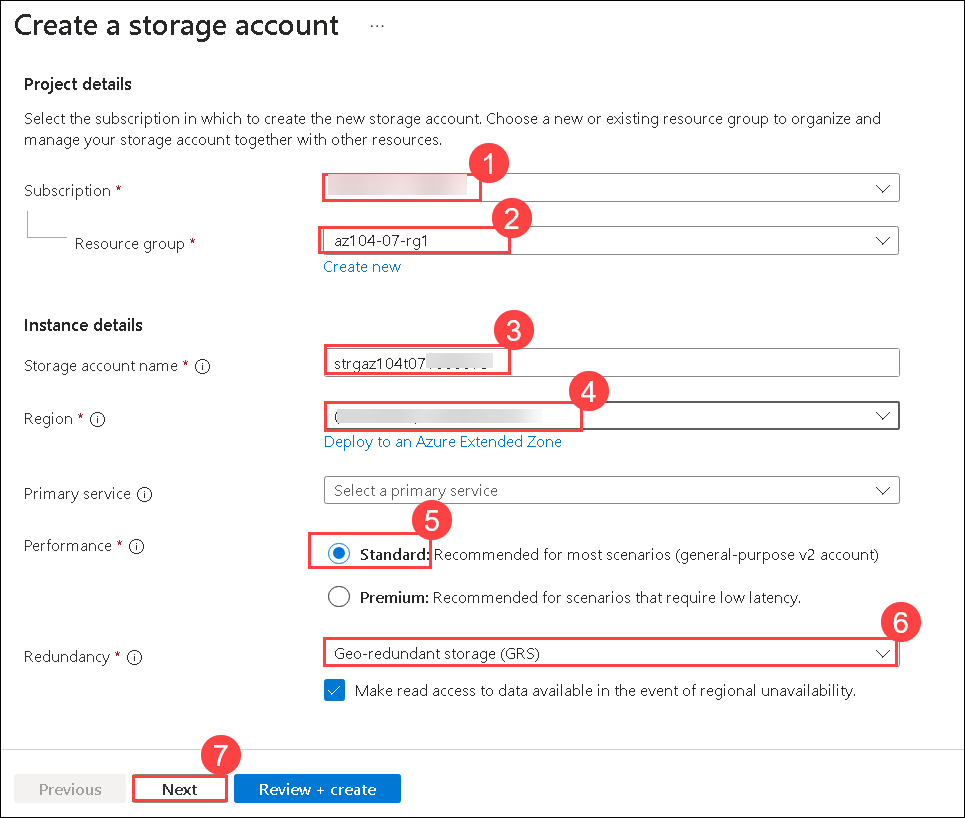 Create a storage account ...
Project details
Select the subscription in which to create the new storage account. Choose a new or existing resource group to organize and
manage your storage account together with other resources.
1
Subscription *
2
Resource group * az104-07-rg1
Create new
Instance details
3
Storage account name * strgaz104t07
4
Region *
Deploy to an Azure Extended Zone
Primary service Select a primary service
5
Performance * Standard: Recommended for most scenarios (general-purpose v2 account)
Premium: Recommended for scenarios that require low latency.
6
Redundancy * Geo-redundant storage (GRS)
Make read access to data available in the event of regional unavailability.
7
Previous Next Review + create